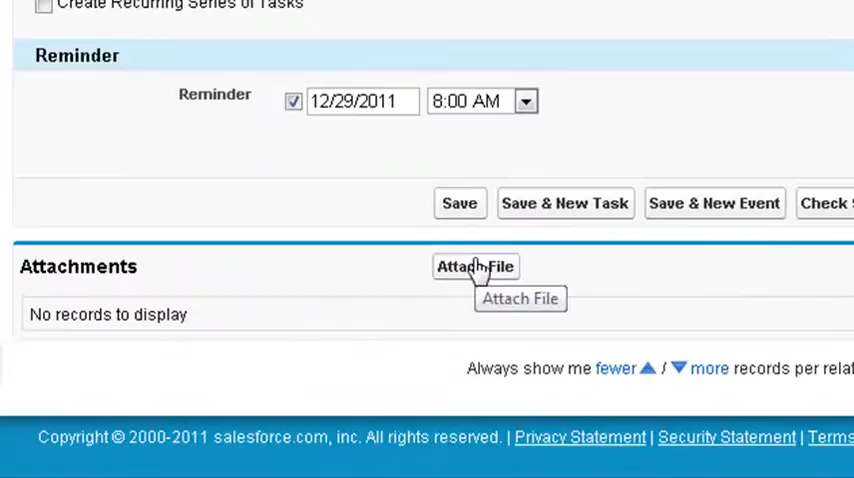 Create Recurring Series of Tasks
Reminder
Reminder 12/29/2011 8:00 AM
Save Save & New Task Save & New Event Check
Attachments Attach File
Attach File
No records to display
Always show me fewer / more records per
Copyright © 2000-2011 salesforce.com, inc. All rights reserved. | Privacy Statement | Security Statement | Terms